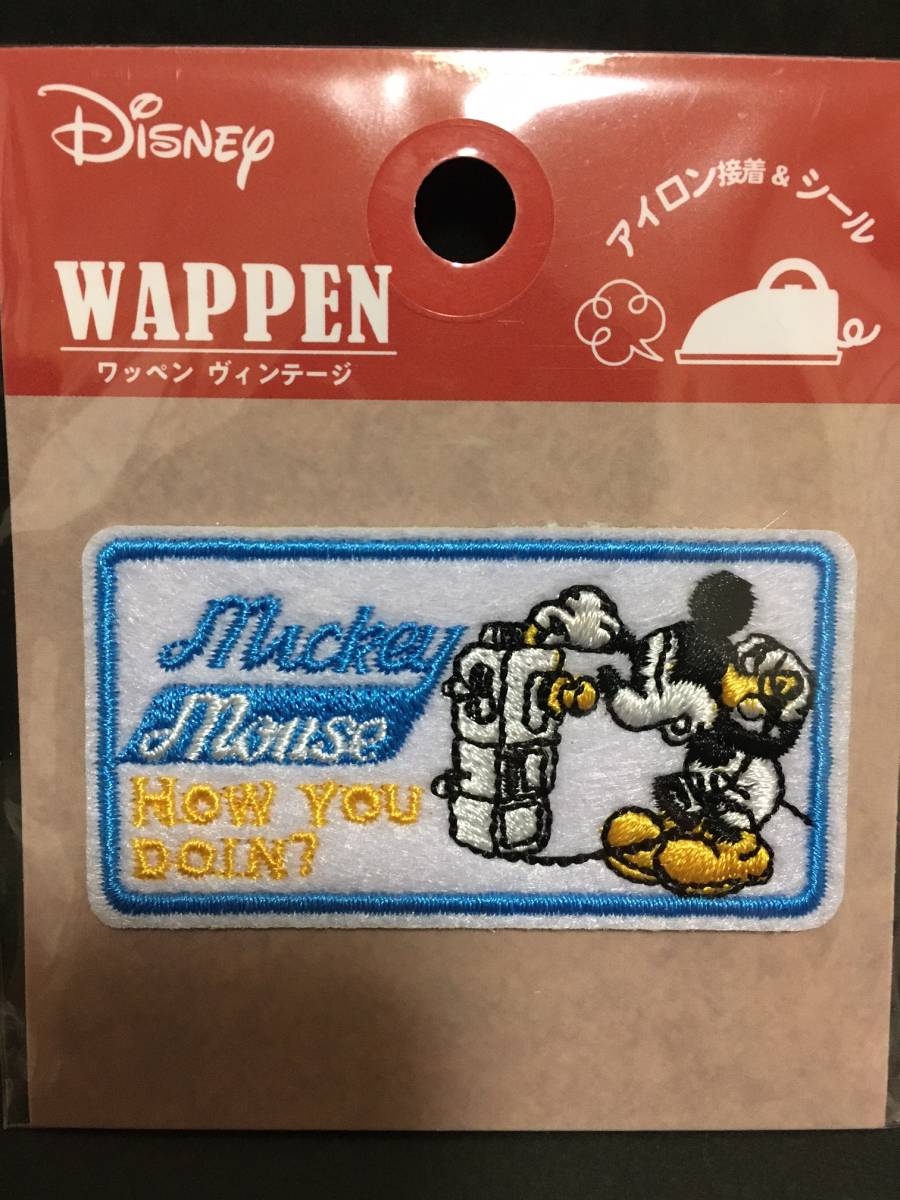 Disney
WAPPEN
ワッペン ヴィンテージ
アイロン接着 & シール
Mickey
Mouse
How you
DOIN?